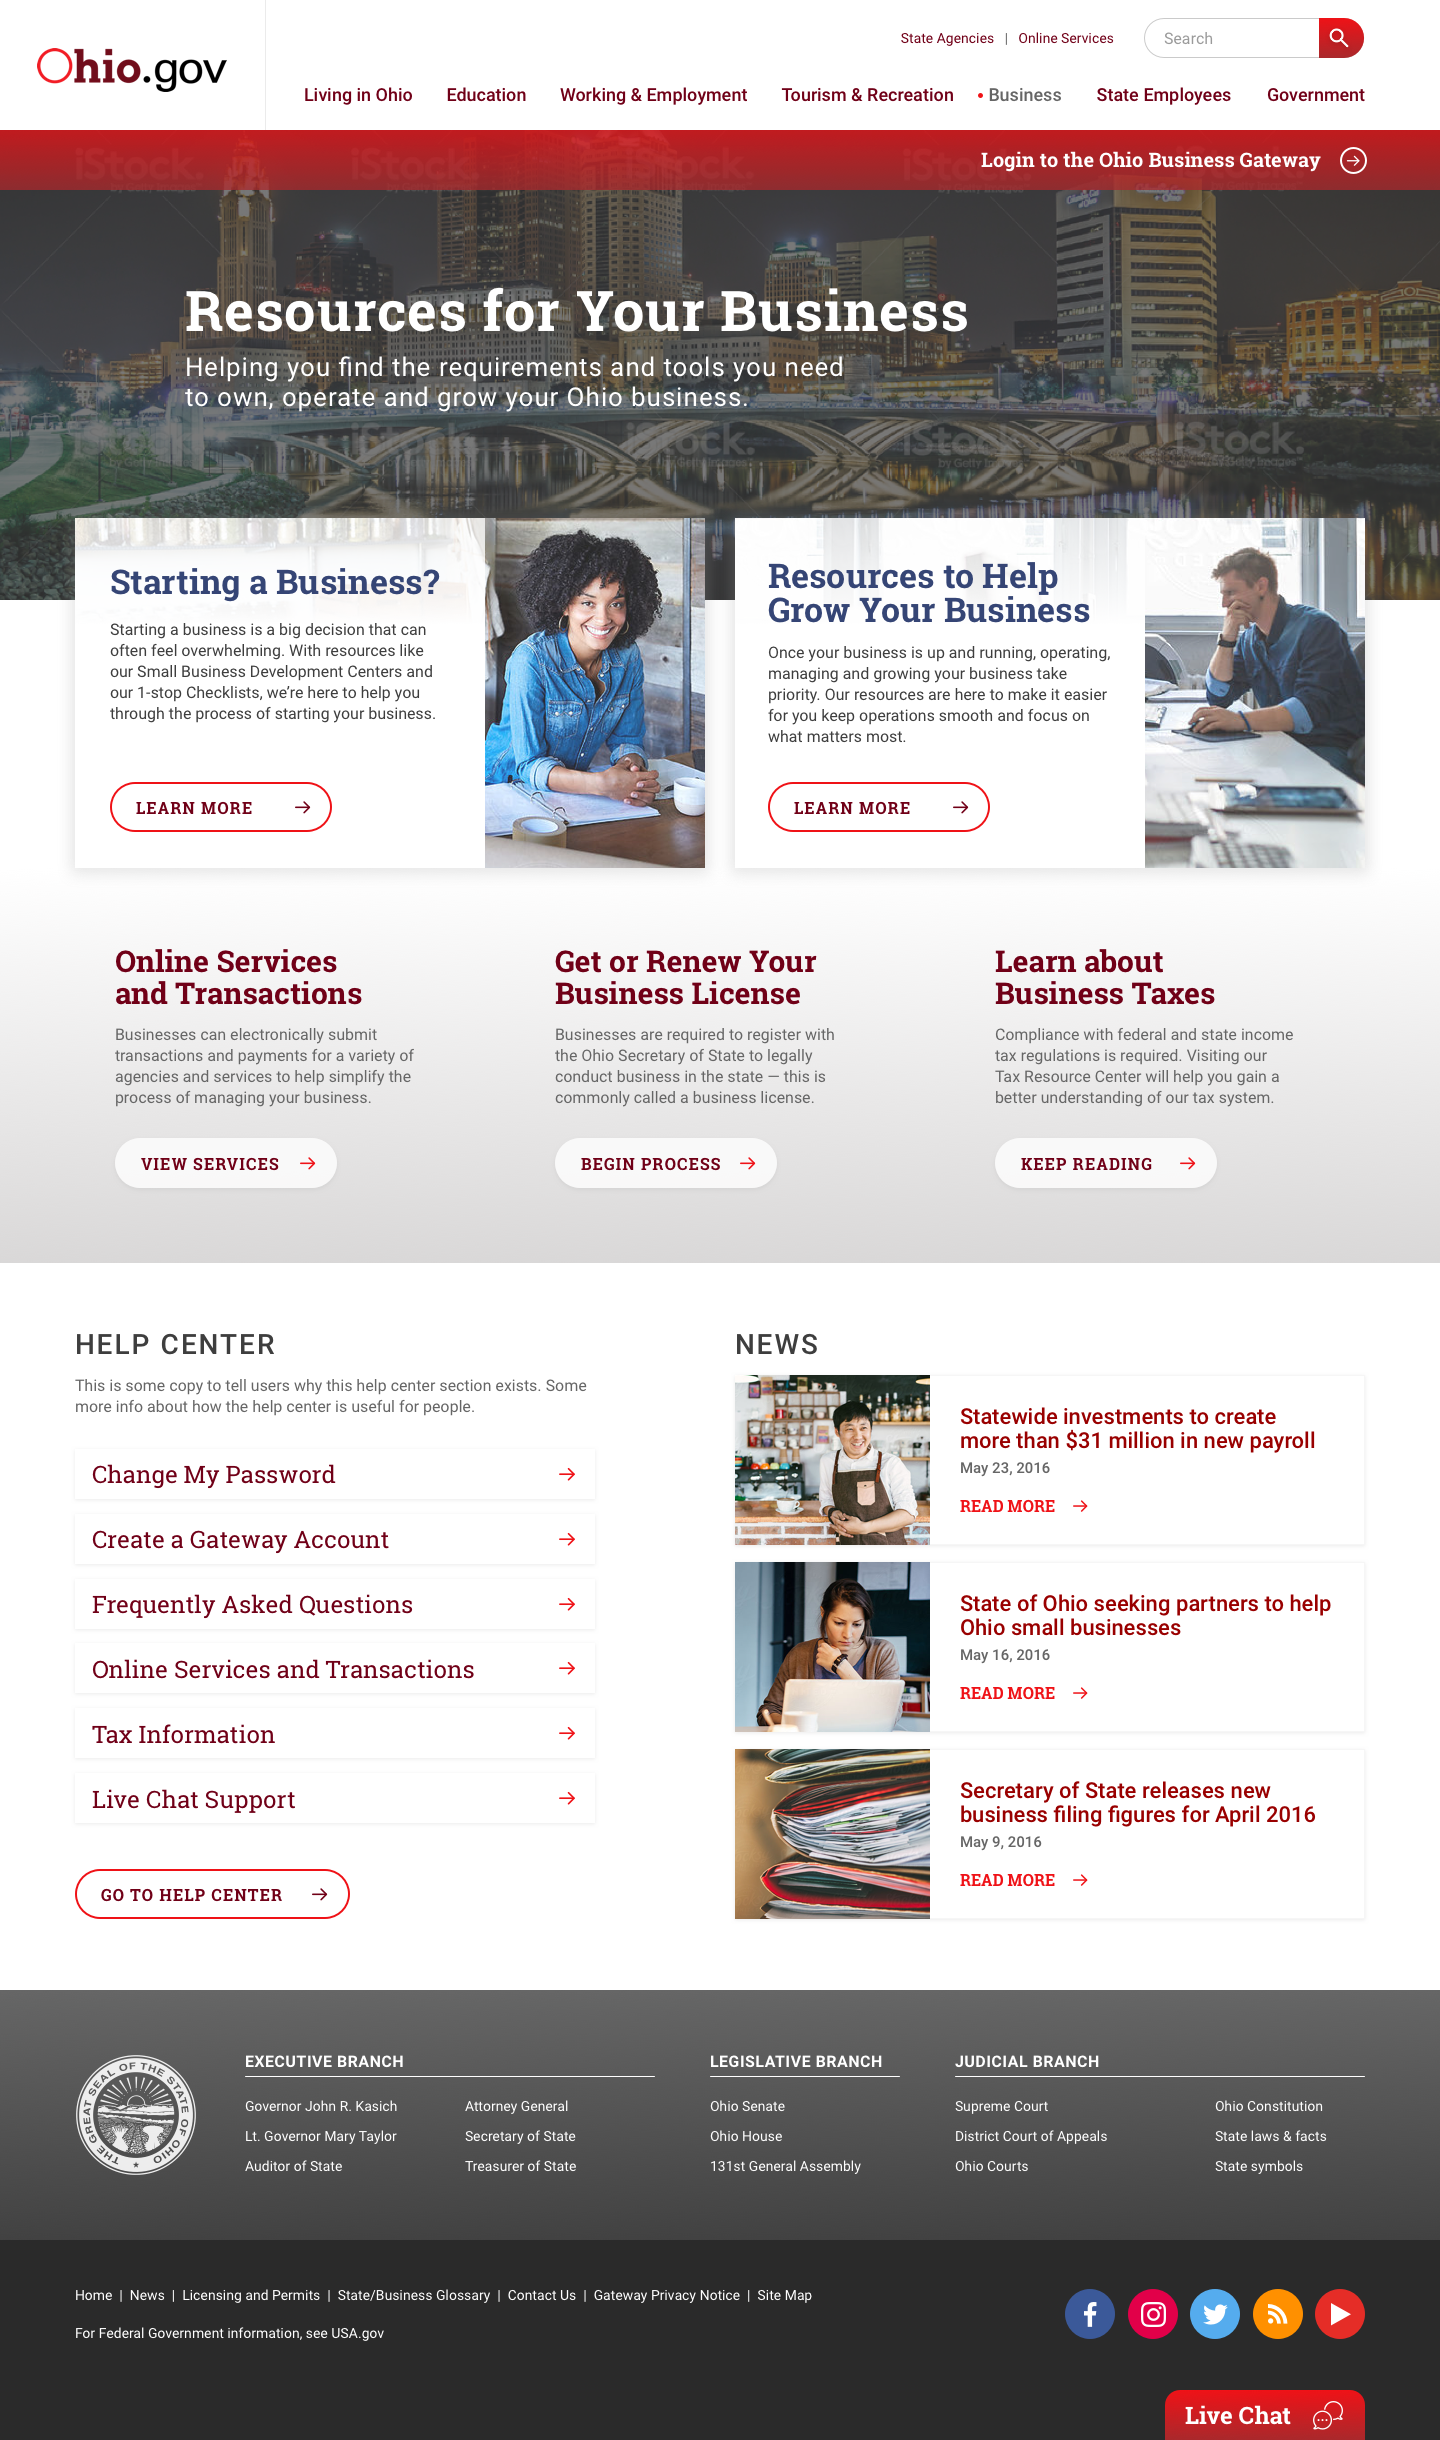 Ohio.gov
State Agencies | Online Services
Search
Living in Ohio Education Working & Employment Tourism & Recreation • Business State Employees Government
Login to the Ohio Business Gateway
Resources for Your Business
Helping you find the requirements and tools you need
to own, operate and grow your Ohio business.
iStock. iStock. iStock. iStock. iStock.
by Getty Images
Starting a Business?
Starting a business is a big decision that can
often feel overwhelming. With resources like
our Small Business Development Centers and
our 1-stop Checklists, we’re here to help you
through the process of starting your business.
LEARN MORE
Resources to Help
Grow Your Business
Once your business is up and running, operating,
managing and growing your business take
priority. Our resources are here to make it easier
for you keep operations smooth and focus on
what matters most.
LEARN MORE
Online Services
and Transactions
Businesses can electronically submit
transactions and payments for a variety of
agencies and services to help simplify the
process of managing your business.
VIEW SERVICES
Get or Renew Your
Business License
Businesses are required to register with
the Ohio Secretary of State to legally
conduct business in the state — this is
commonly called a business license.
BEGIN PROCESS
Learn about
Business Taxes
Compliance with federal and state income
tax regulations is required. Visiting our
Tax Resource Center will help you gain a
better understanding of our tax system.
KEEP READING
HELP CENTER
This is some copy to tell users why this help center section exists. Some
more info about how the help center is useful for people.
Change My Password
Create a Gateway Account
Frequently Asked Questions
Online Services and Transactions
Tax Information
Live Chat Support
GO TO HELP CENTER
NEWS
Statewide investments to create
more than $31 million in new payroll
May 23, 2016
READ MORE
State of Ohio seeking partners to help
Ohio small businesses
May 16, 2016
READ MORE
Secretary of State releases new
business filing figures for April 2016
May 9, 2016
READ MORE
THE GREAT SEAL OF THE STATE OF OHIO
EXECUTIVE BRANCH
Governor John R. Kasich
Lt. Governor Mary Taylor
Auditor of State
Attorney General
Secretary of State
Treasurer of State
LEGISLATIVE BRANCH
Ohio Senate
Ohio House
131st General Assembly
JUDICIAL BRANCH
Supreme Court
District Court of Appeals
Ohio Courts
Ohio Constitution
State laws & facts
State symbols
Home | News | Licensing and Permits | State/Business Glossary | Contact Us | Gateway Privacy Notice | Site Map
For Federal Government information, see USA.gov
Live Chat